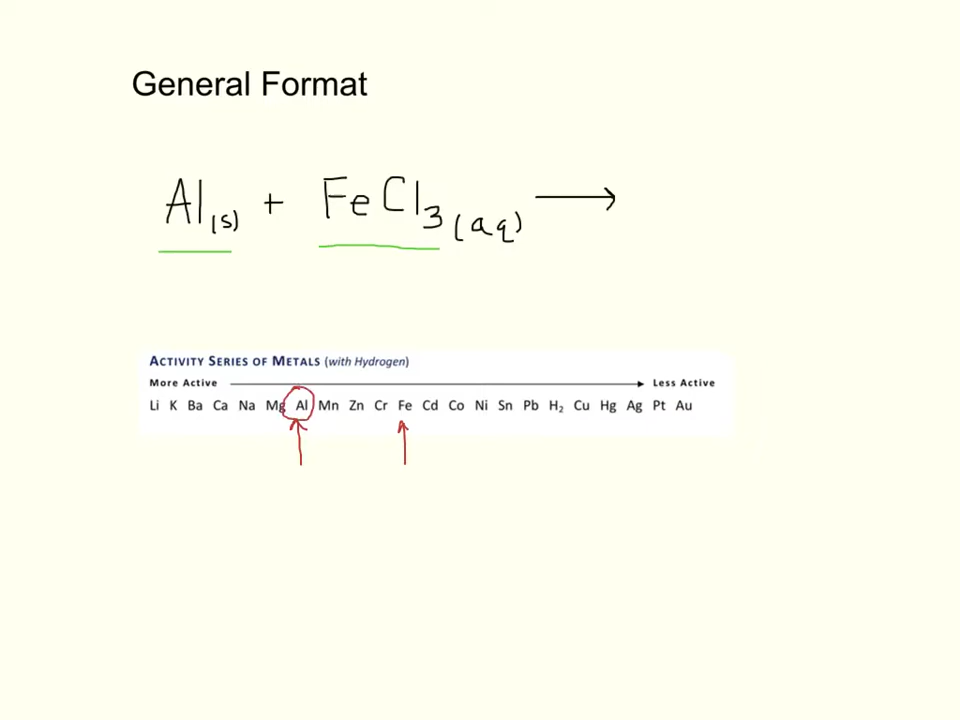 General Format
Al(s) + FeCl3(aq) ⟶
ACTIVITY SERIES OF METALS (with Hydrogen)
More Active ⟶ Less Active
Li K Ba Ca Na Mg Al Mn Zn Cr Fe Cd Co Ni Sn Pb H2 Cu Hg Ag Pt Au